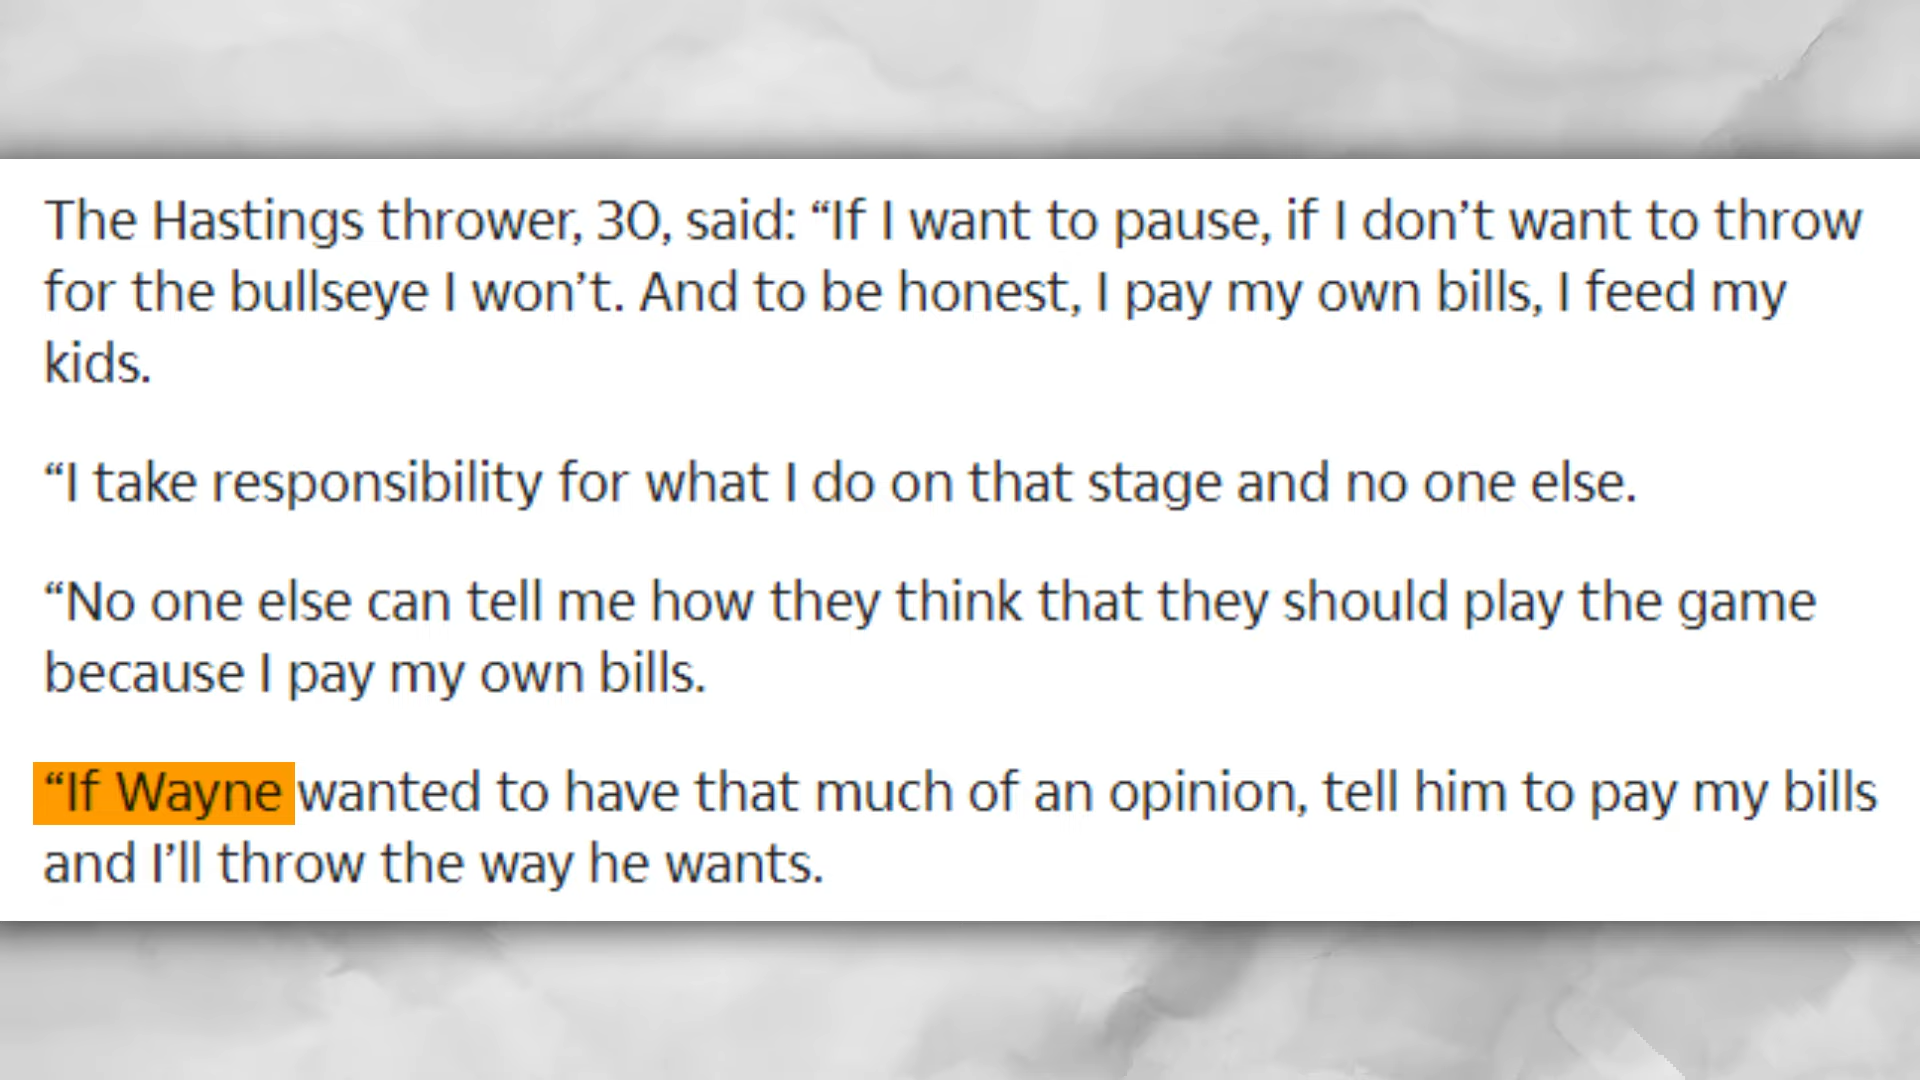 The Hastings thrower, 30, said: “If I want to pause, if I don’t want to throw
for the bullseye I won’t. And to be honest, I pay my own bills, I feed my
kids.
“I take responsibility for what I do on that stage and no one else.
“No one else can tell me how they think that they should play the game
because I pay my own bills.
“If Wayne wanted to have that much of an opinion, tell him to pay my bills
and I’ll throw the way he wants.